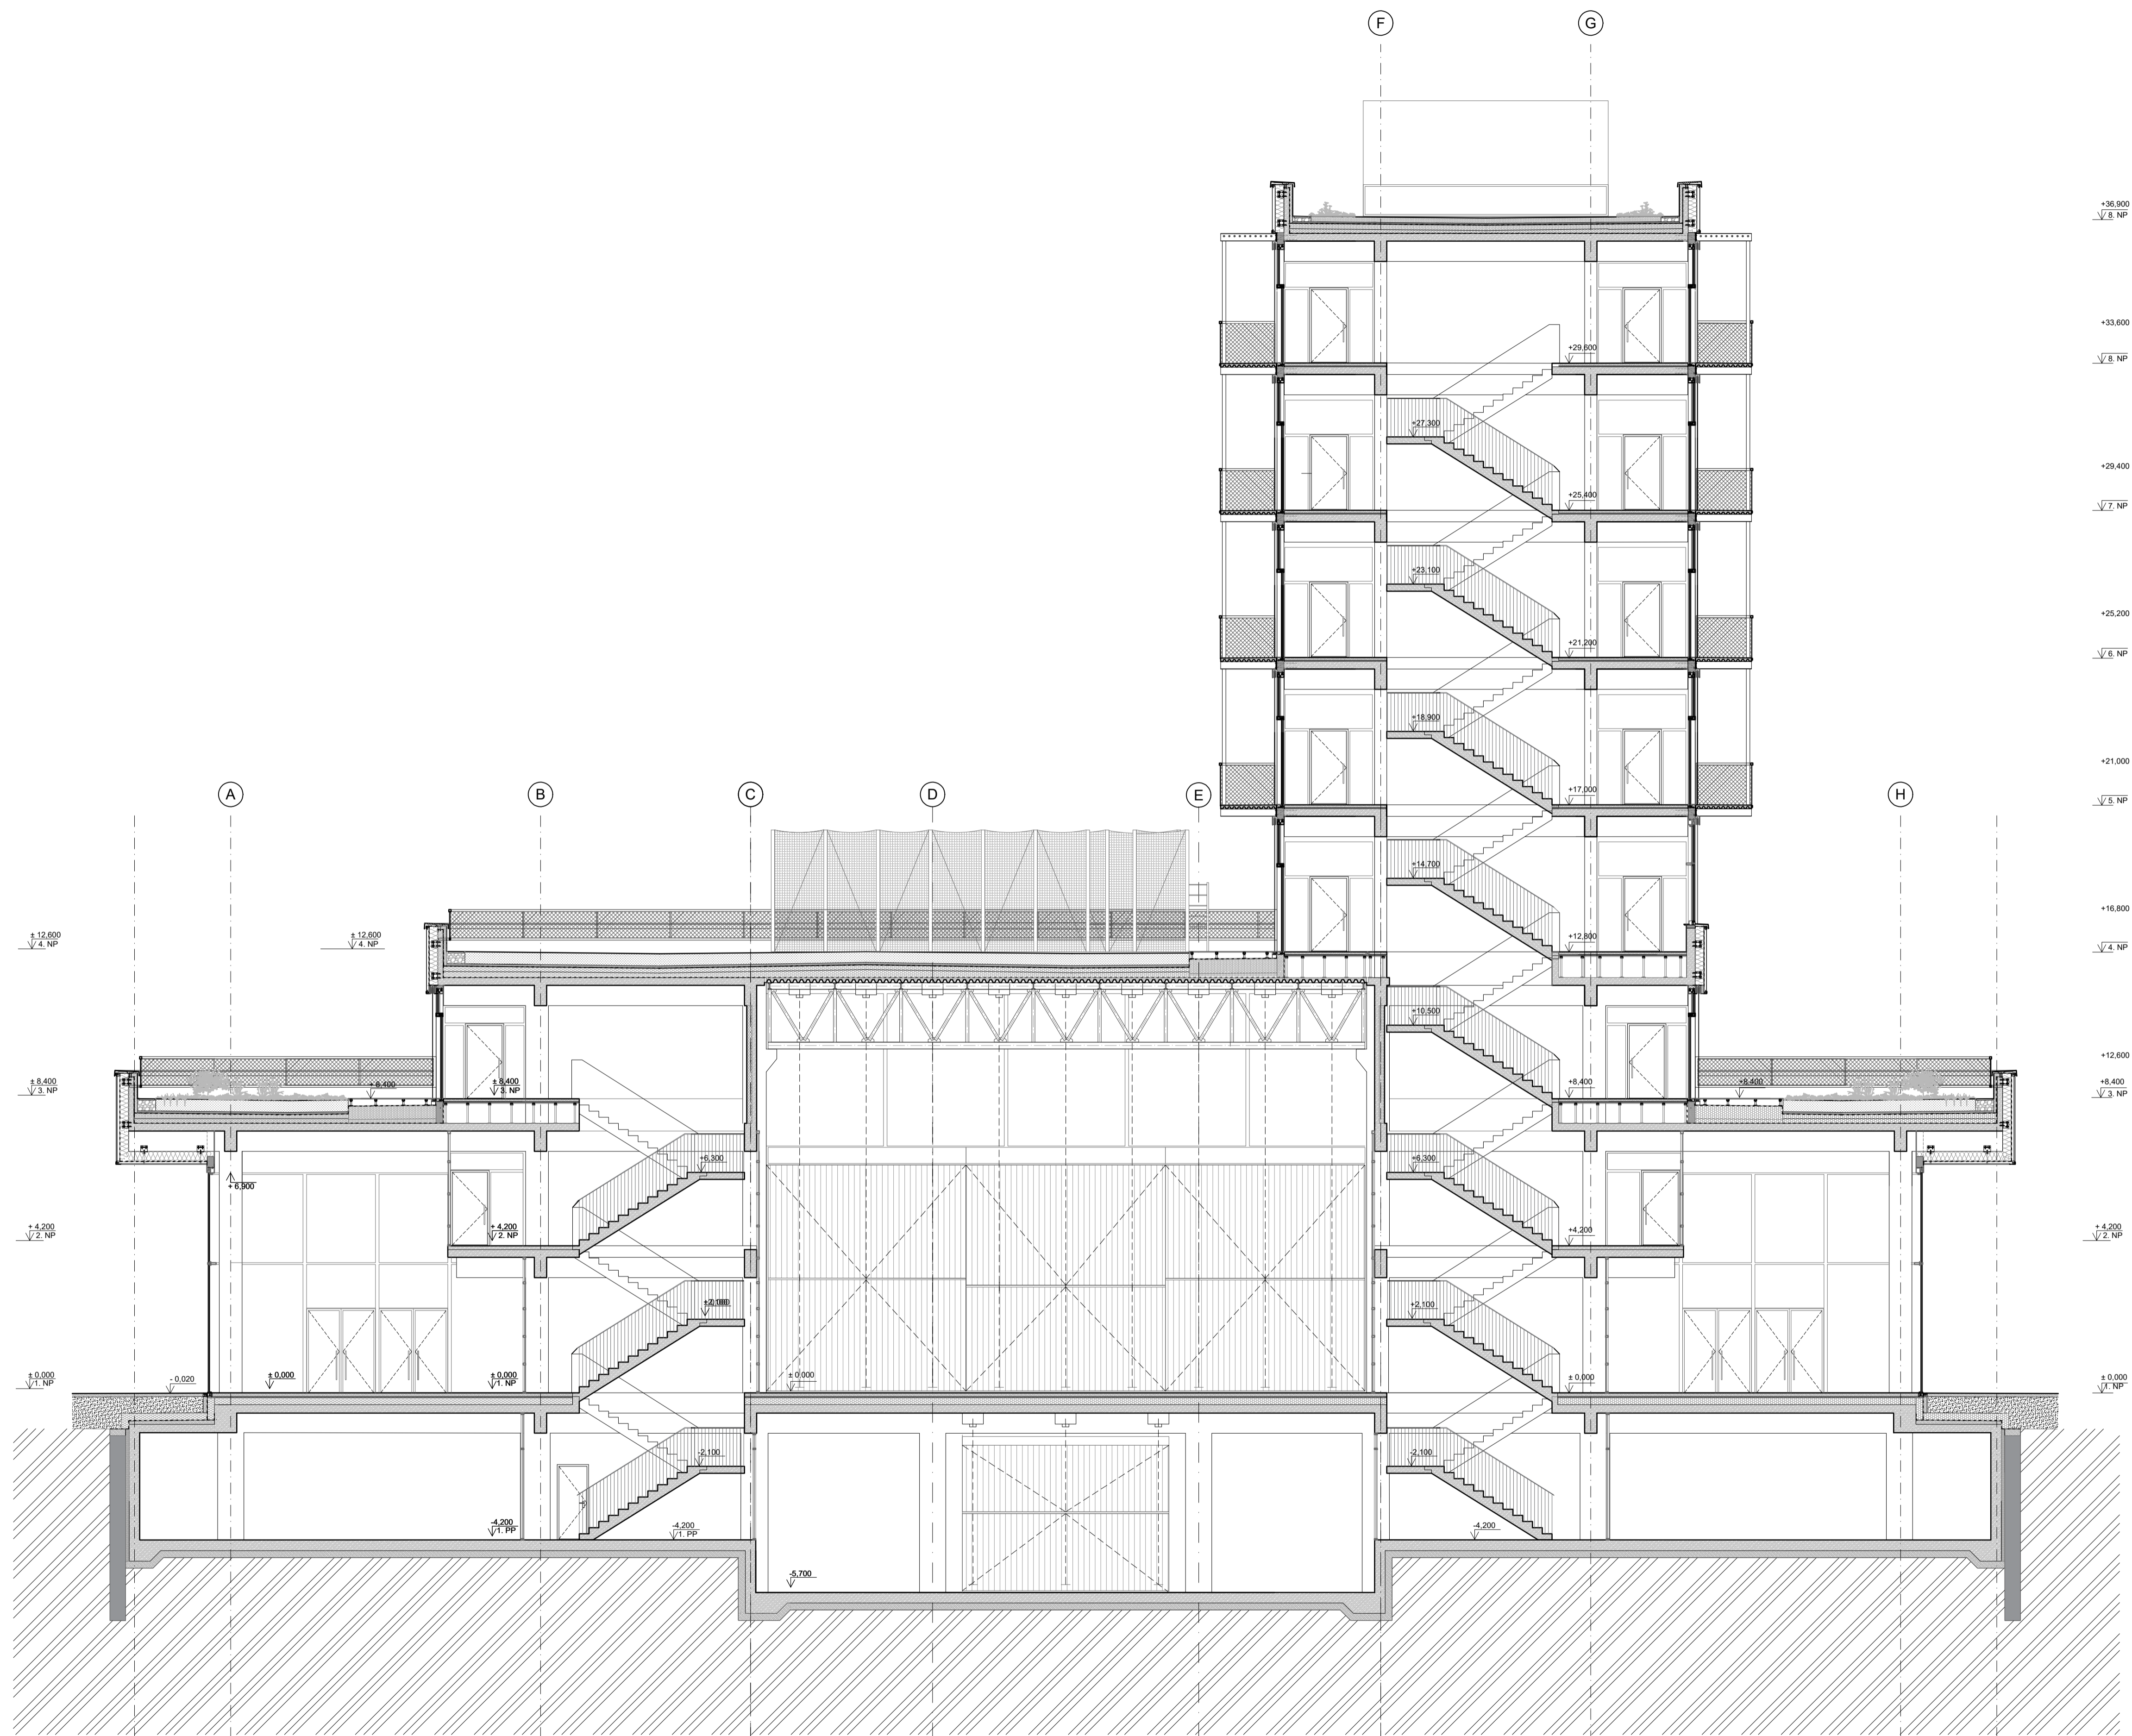 F
G
+36,900
8. NP
+33,600
+29,600
8. NP
+27,300
+29,400
+25,400
7. NP
+23,100
+25,200
+21,200
6. NP
+18,900
+21,000
+17,000
5. NP
A
B
C
D
E
H
+14,700
+16,800
± 12,600
4. NP
± 12,600
4. NP
+12,800
4. NP
+10,500
+12,600
± 8,400
3. NP
+ 8,400
± 8,400
3. NP
+8,400
+8,400
+8,400
3. NP
+6,300
+6,300
+ 6,900
+ 4,200
2. NP
+ 4,200
2. NP
+4,200
+ 4,200
2. NP
+2,100
± 0,000
1. NP
- 0,020
± 0,000
± 0,000
1. NP
± 0,000
± 0,000
± 0,000
1. NP
-2,100
-2,100
-4,200
1. PP
-4,200
1. PP
-4,200
-5,700